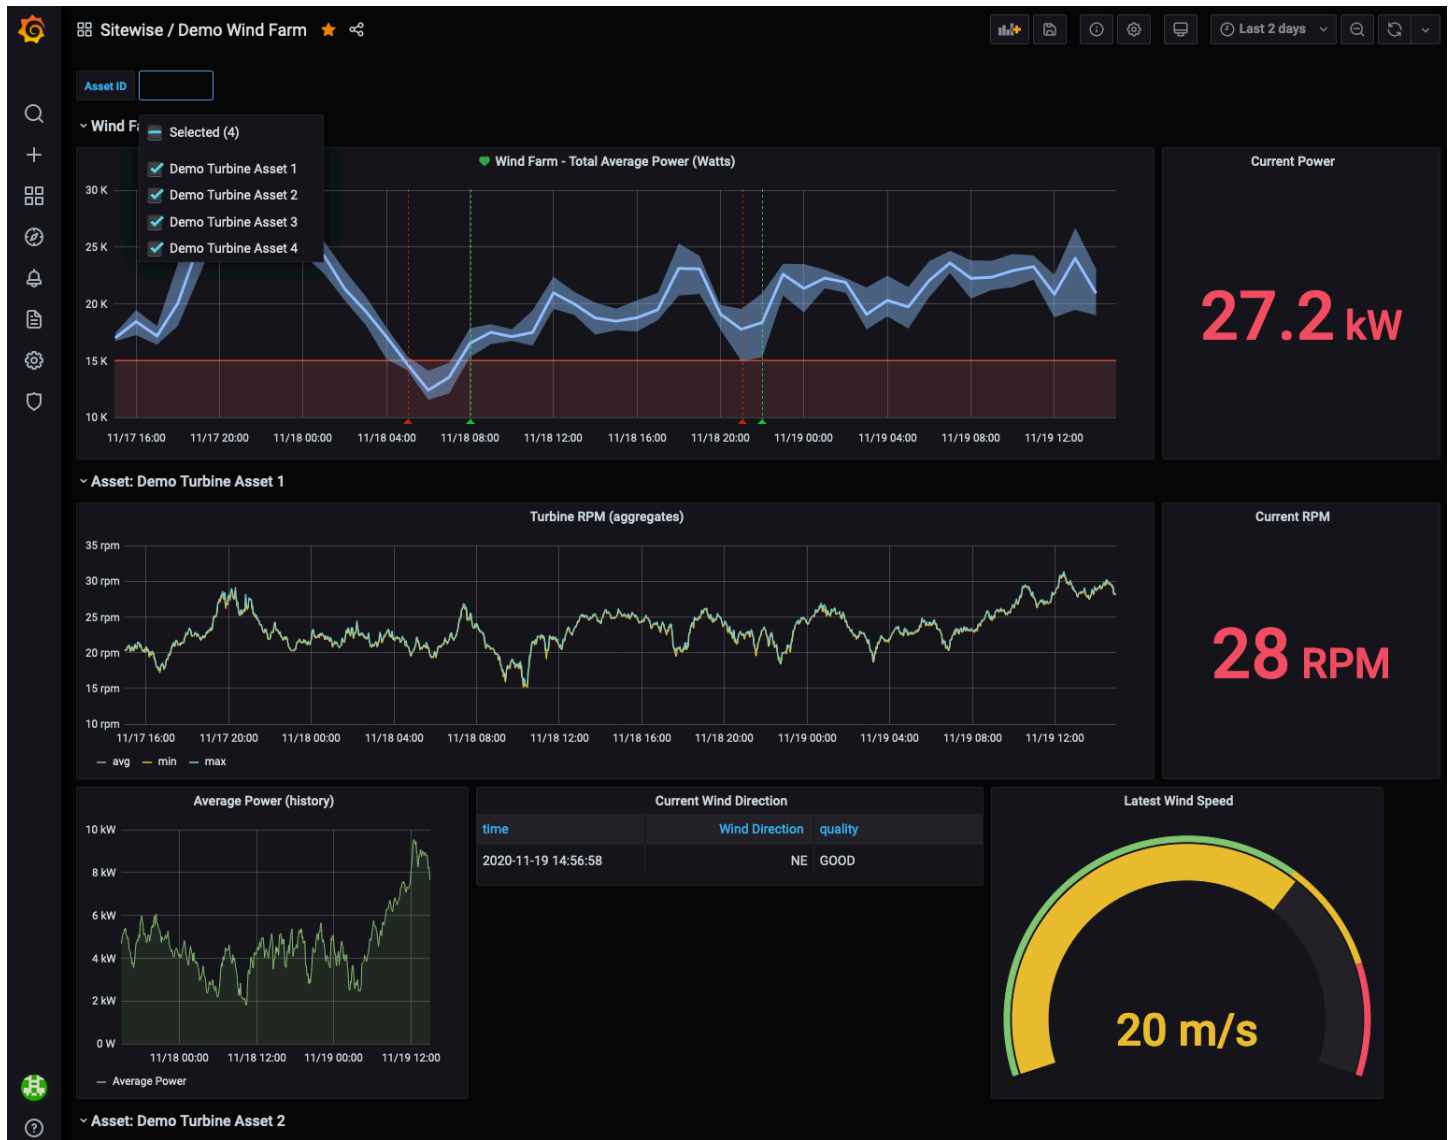 Sitewise / Demo Wind Farm
Last 2 days
Asset ID
Wind Fa
Selected (4)
Demo Turbine Asset 1
Demo Turbine Asset 2
Demo Turbine Asset 3
Demo Turbine Asset 4
Wind Farm - Total Average Power (Watts)
30 K
25 K
20 K
15 K
10 K
11/17 16:00 11/17 20:00 11/18 00:00 11/18 04:00 11/18 08:00 11/18 12:00 11/18 16:00 11/18 20:00 11/19 00:00 11/19 04:00 11/19 08:00 11/19 12:00
Current Power
27.2 kW
Asset: Demo Turbine Asset 1
Turbine RPM (aggregates)
35 rpm
30 rpm
25 rpm
20 rpm
15 rpm
10 rpm
11/17 16:00 11/17 20:00 11/18 00:00 11/18 04:00 11/18 08:00 11/18 12:00 11/18 16:00 11/18 20:00 11/19 00:00 11/19 04:00 11/19 08:00 11/19 12:00
avg min max
Current RPM
28 RPM
Average Power (history)
10 kW
8 kW
6 kW
4 kW
2 kW
0 W
11/18 00:00 11/18 12:00 11/19 00:00 11/19 12:00
Average Power
Current Wind Direction
time Wind Direction quality
2020-11-19 14:56:58 NE GOOD
Latest Wind Speed
20 m/s
Asset: Demo Turbine Asset 2